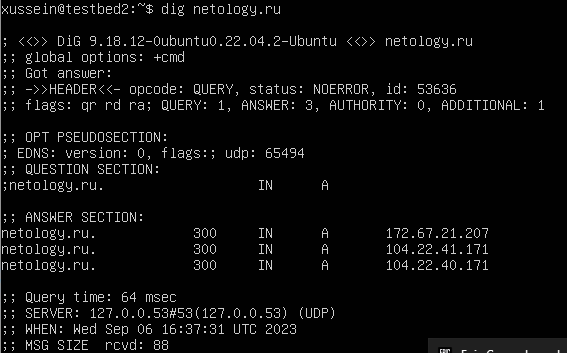 xussein@testbed2:~$ dig netology.ru
; <<>> DiG 9.18.12-0ubuntu0.22.04.2-Ubuntu <<>> netology.ru
;; global options: +cmd
;; Got answer:
;; ->>HEADER<<- opcode: QUERY, status: NOERROR, id: 53636
;; flags: qr rd ra; QUERY: 1, ANSWER: 3, AUTHORITY: 0, ADDITIONAL: 1
;; OPT PSEUDOSECTION:
; EDNS: version: 0, flags:; udp: 65494
;; QUESTION SECTION:
;netology.ru. IN A
;; ANSWER SECTION:
netology.ru. 300 IN A 172.67.21.207
netology.ru. 300 IN A 104.22.41.171
netology.ru. 300 IN A 104.22.40.171
;; Query time: 64 msec
;; SERVER: 127.0.0.53#53(127.0.0.53) (UDP)
;; WHEN: Wed Sep 06 16:37:31 UTC 2023
;; MSG SIZE rcvd: 88